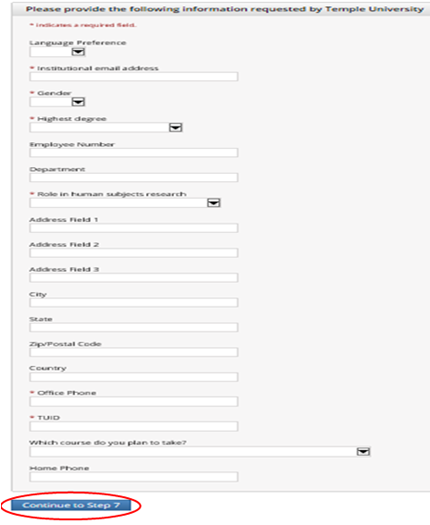 Please provide the following information requested by Temple University
* Indicates a required field.
Language Preference
* Institutional email address
* Gender
* Highest degree
Employee Number
Department
* Role in human subjects research
Address Field 1
Address Field 2
Address Field 3
City
State
Zip/Postal Code
Country
* Office Phone
* TUID
Which course do you plan to take?
Home Phone
Continue to Step 7